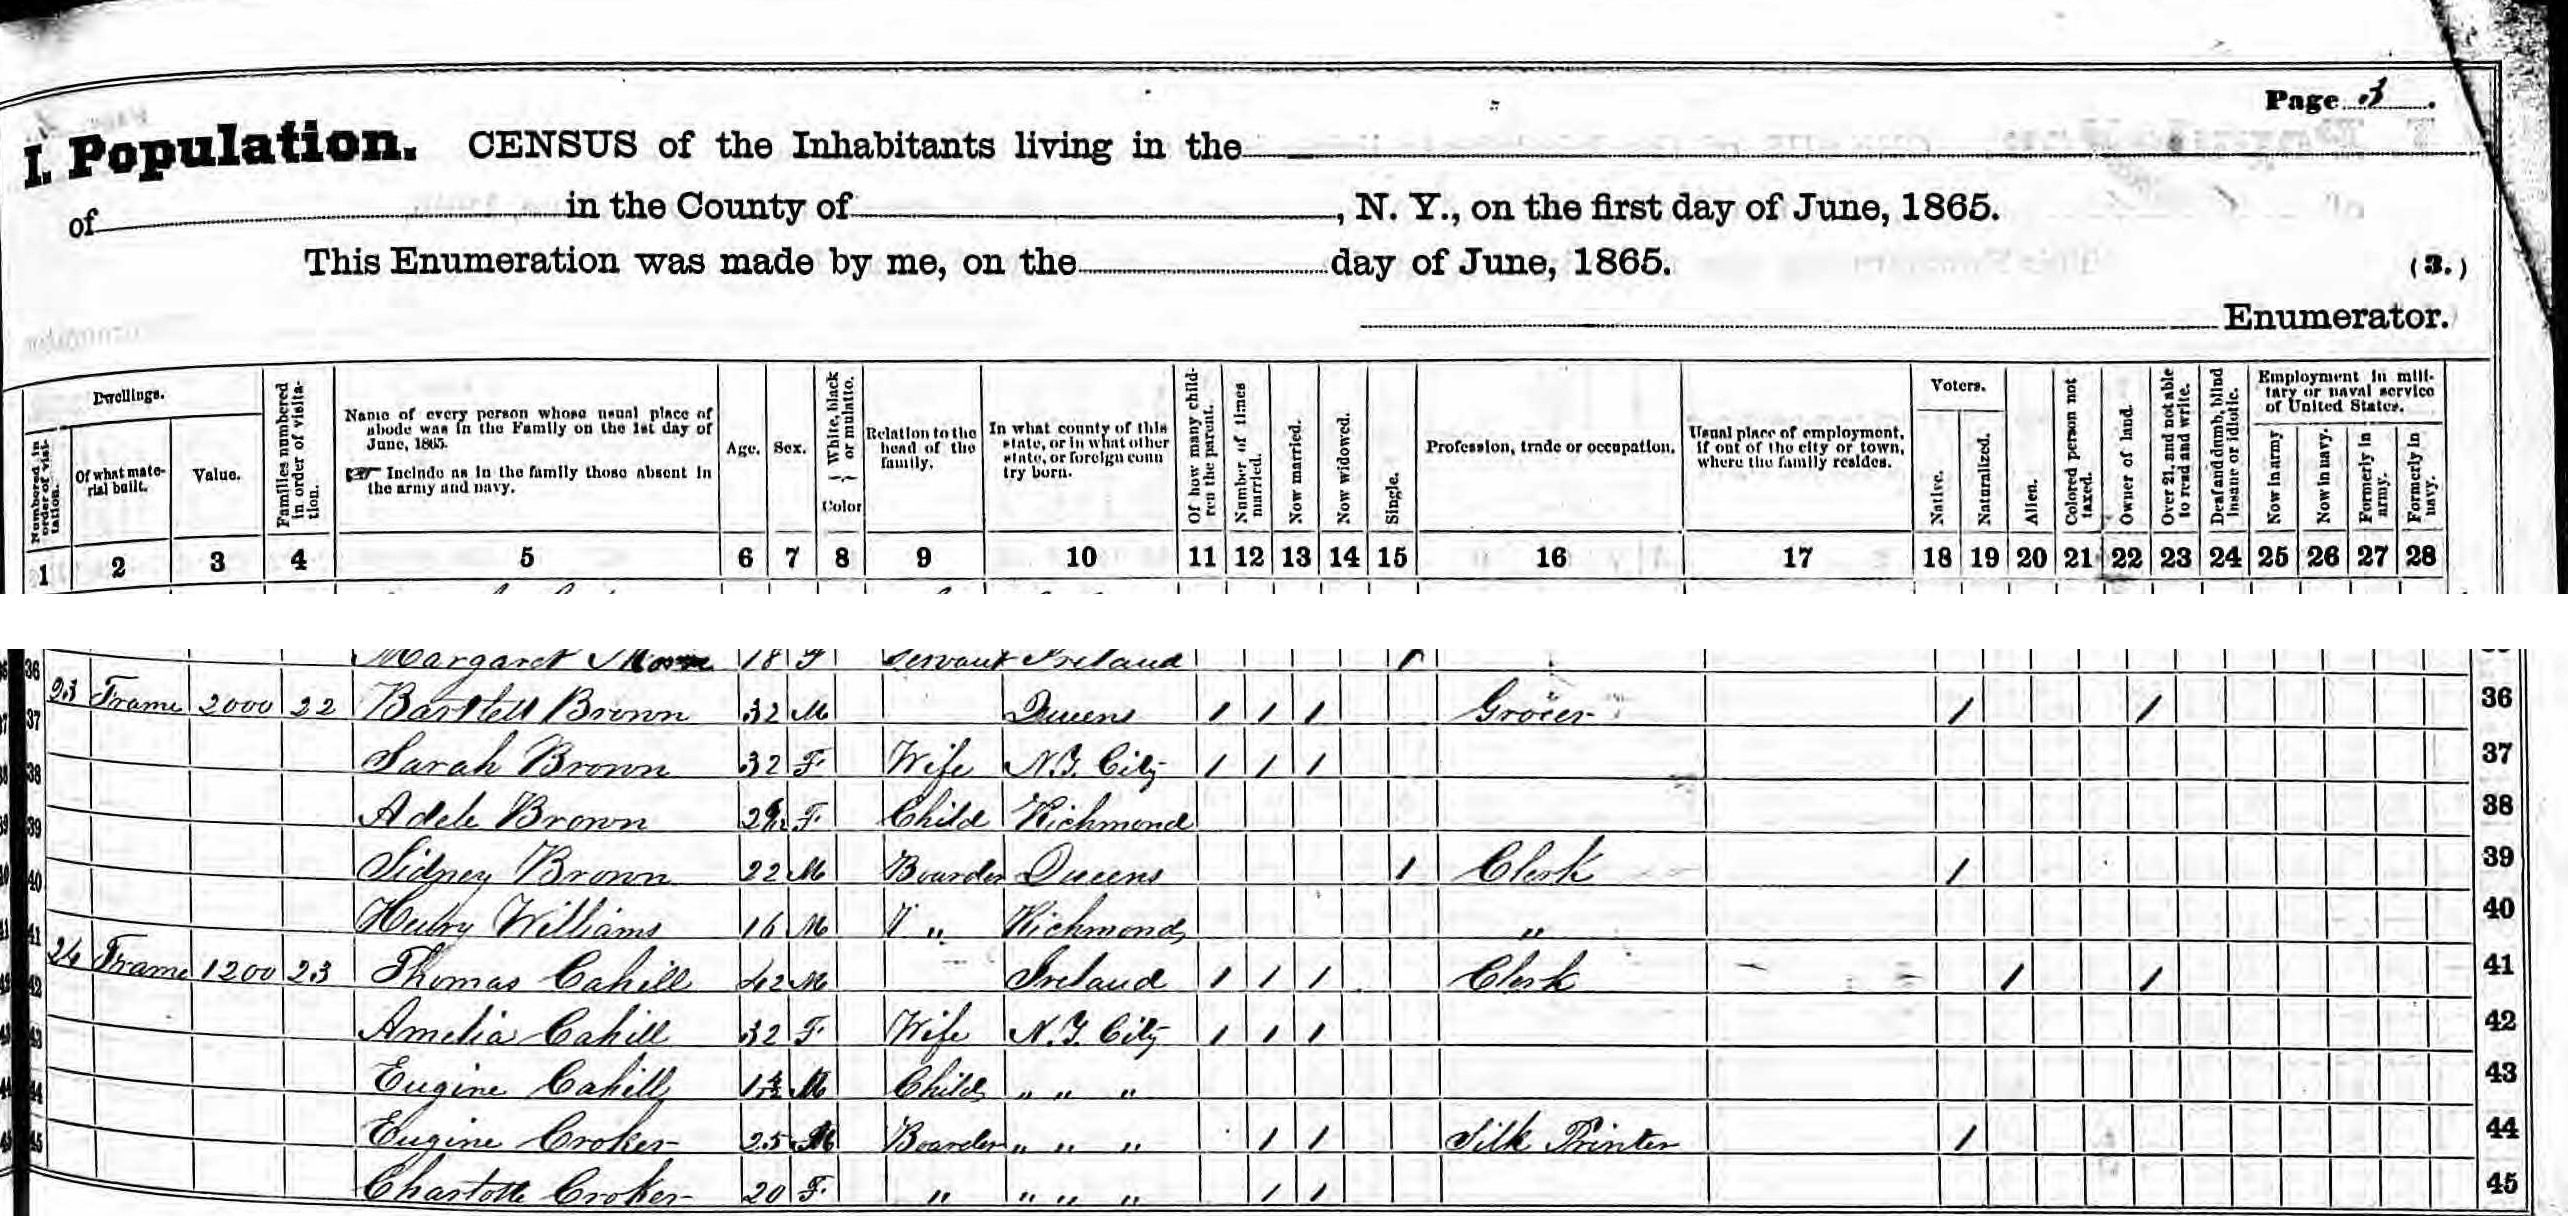 Page 3.
I. Population. CENSUS of the Inhabitants living in the
of in the County of , N. Y., on the first day of June, 1865.
This Enumeration was made by me, on the day of June, 1865. (3.)
Enumerator.
Dwellings.
Numbered in order of visitation.
Of what material built.
Value.
Families numbered in order of visitation.
Name of every person whose usual place of abode was in the Family on the 1st day of June, 1865.
☞ Include as in the family those absent in the army and navy.
Age.
Sex.
White, black or mulatto.
Color
Relation to the head of the family.
In what county of this state, or in what other state, or foreign coun try born.
Of how many children the parent.
Number of times married.
Now married.
Now widowed.
Single.
Profession, trade or occupation.
Usual place of employment, if out of the city or town, where the family resides.
Voters.
Native.
Naturalized.
Alien.
Colored person not taxed.
Owner of land.
Over 21, and not able to read and write.
Deaf and dumb, blind insane or idiotic.
Employment in military or naval service of United States.
Now in army
Now in navy.
Formerly in army.
Formerly in navy.
1 2 3 4 5 6 7 8 9 10 11 12 13 14 15 16 17 18 19 20 21 22 23 24 25 26 27 28
36 Margaret 18 F Servant Ireland 1
37 23 Frame 2000 22 Bartlett Brown 32 M Queens 1 1 1 Grocer 1 1 36
38 Sarah Brown 32 F Wife N.Y. City 1 1 1 37
39 Adele Brown F Child Richmond 38
40 Sidney Brown 22 M Boarder Queens 1 Clerk 1 39
41 Henry Williams 16 M " Richmond " 40
42 24 Frame 1200 23 Thomas Cahill 42 M Ireland 1 1 1 Clerk 1 1 41
43 Amelia Cahill 32 F Wife N.Y. City 1 1 1 42
44 Eugine Cahill M Child " " " 43
45 Eugine Croker 25 M Boarder " " " 1 1 Silk Printer 1 44
Charlotte Croker 20 F " " " " 1 1 45